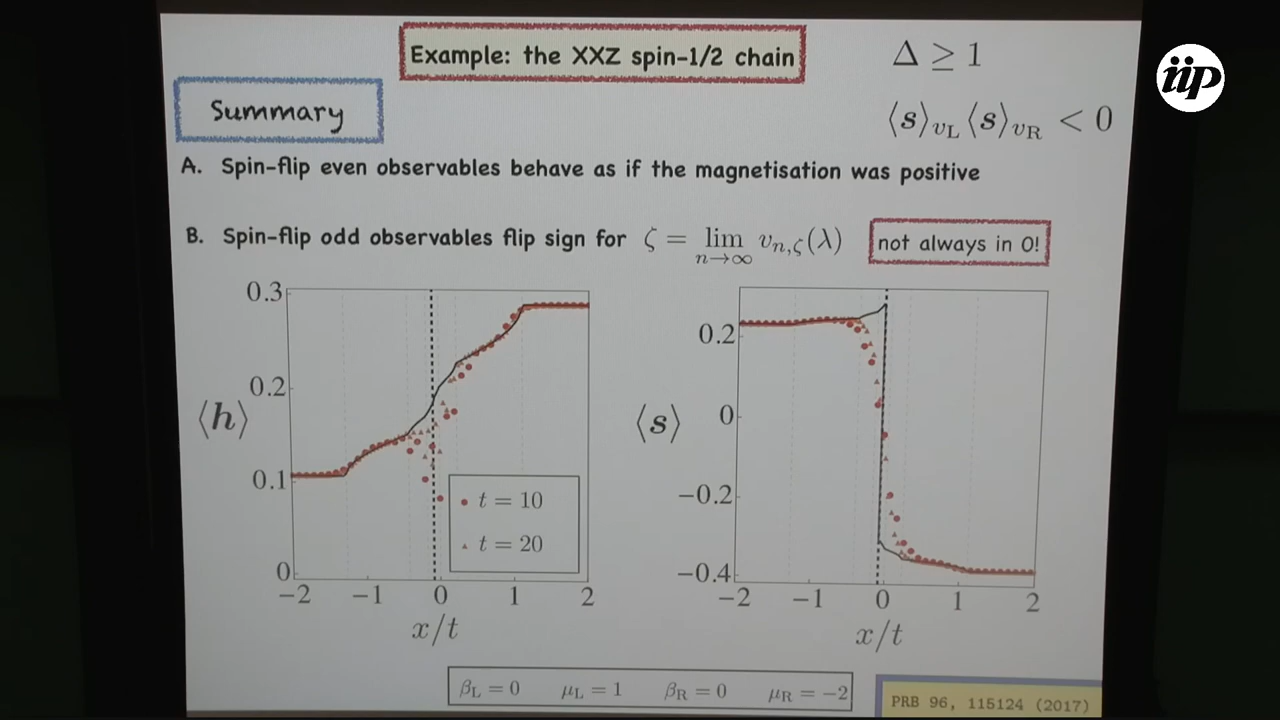 Example: the XXZ spin-1/2 chain
Δ ≥ 1
iip
Summary
⟨s⟩_{v_L} ⟨s⟩_{v_R} < 0
A. Spin-flip even observables behave as if the magnetisation was positive
B. Spin-flip odd observables flip sign for ζ = lim_{n→∞} v_{n,ζ}(λ)
not always in 0!
0.3
0.2
0.1
0
⟨h⟩
t = 10
t = 20
−2 −1 0 1 2
x/t
0.2
0
−0.2
−0.4
⟨s⟩
−2 −1 0 1 2
x/t
β_L = 0 μ_L = 1 β_R = 0 μ_R = −2
PRB 96, 115124 (2017)